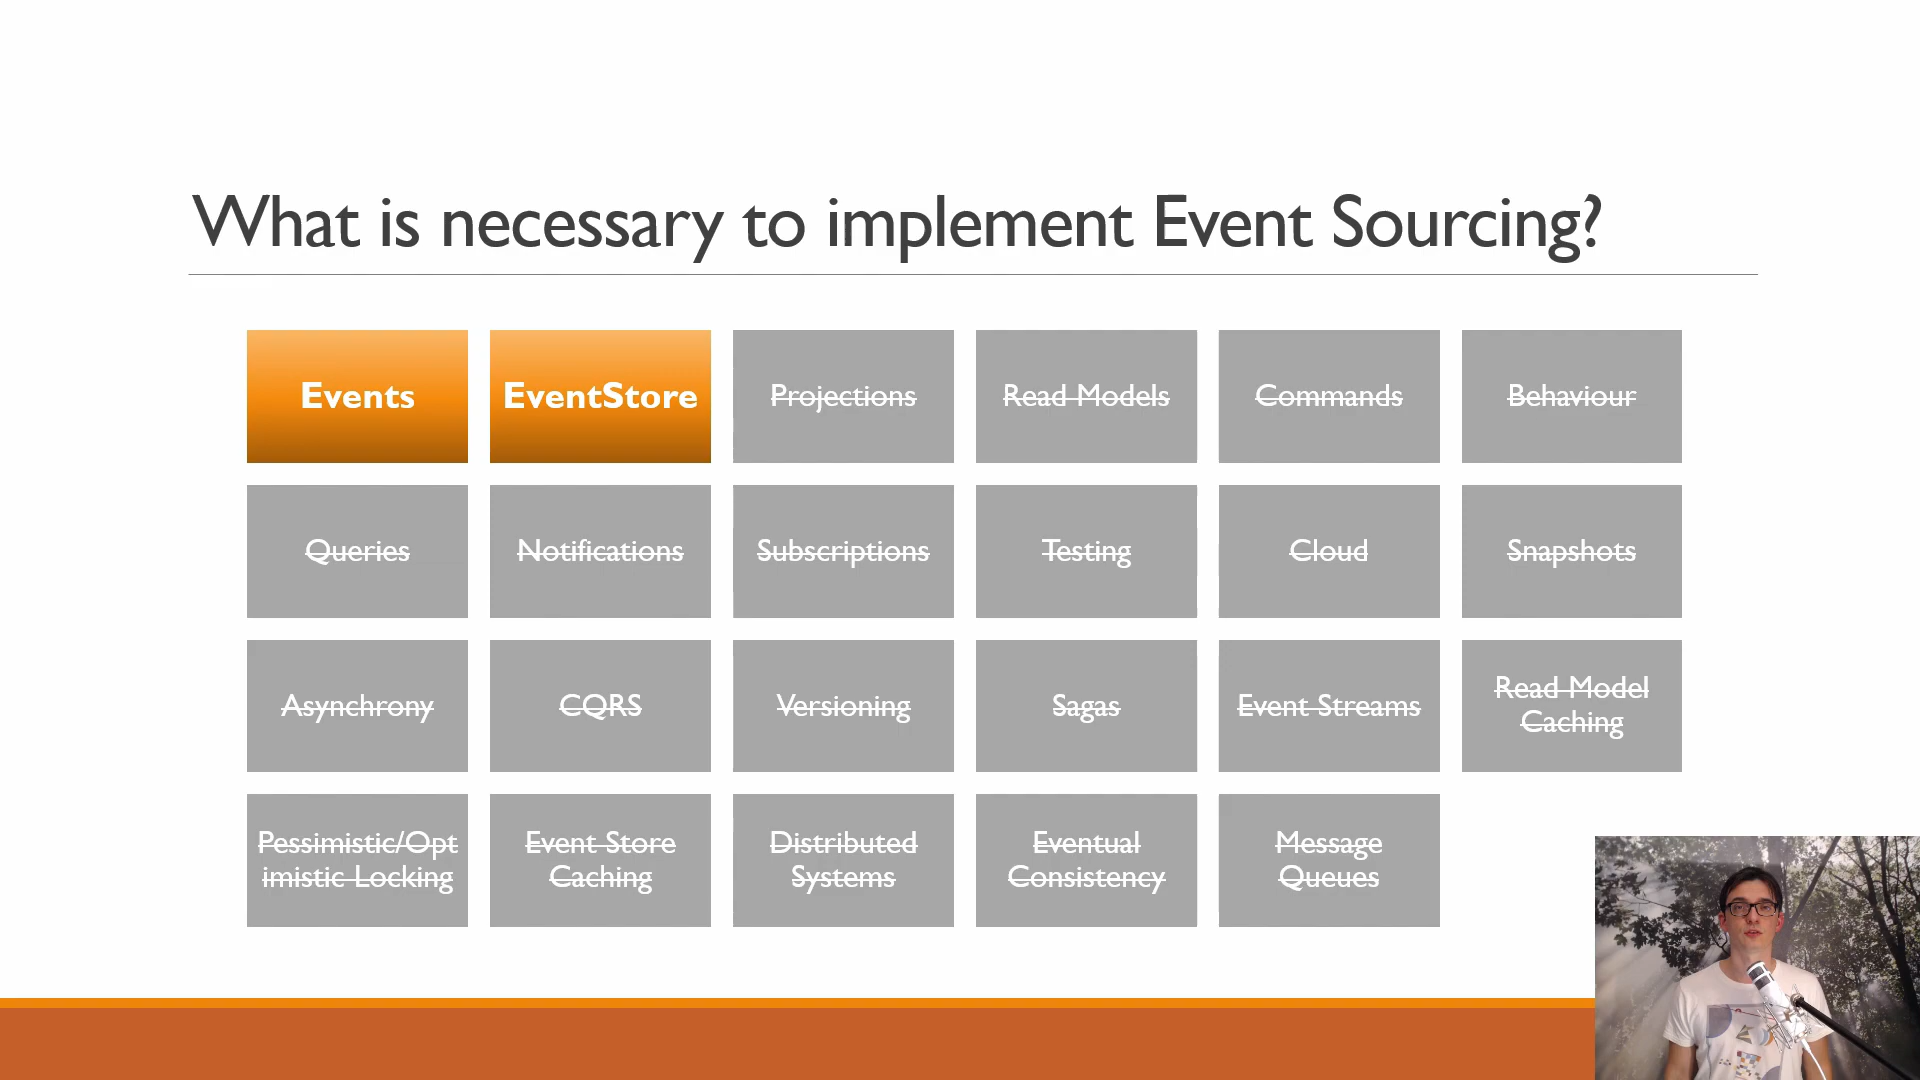 What is necessary to implement Event Sourcing?
Events
EventStore
Projections
Read Models
Commands
Behaviour
Queries
Notifications
Subscriptions
Testing
Cloud
Snapshots
Asynchrony
CQRS
Versioning
Sagas
Event Streams
Read Model
Caching
Pessimistic/Opt
imistic Locking
Event Store
Caching
Distributed
Systems
Eventual
Consistency
Message
Queues